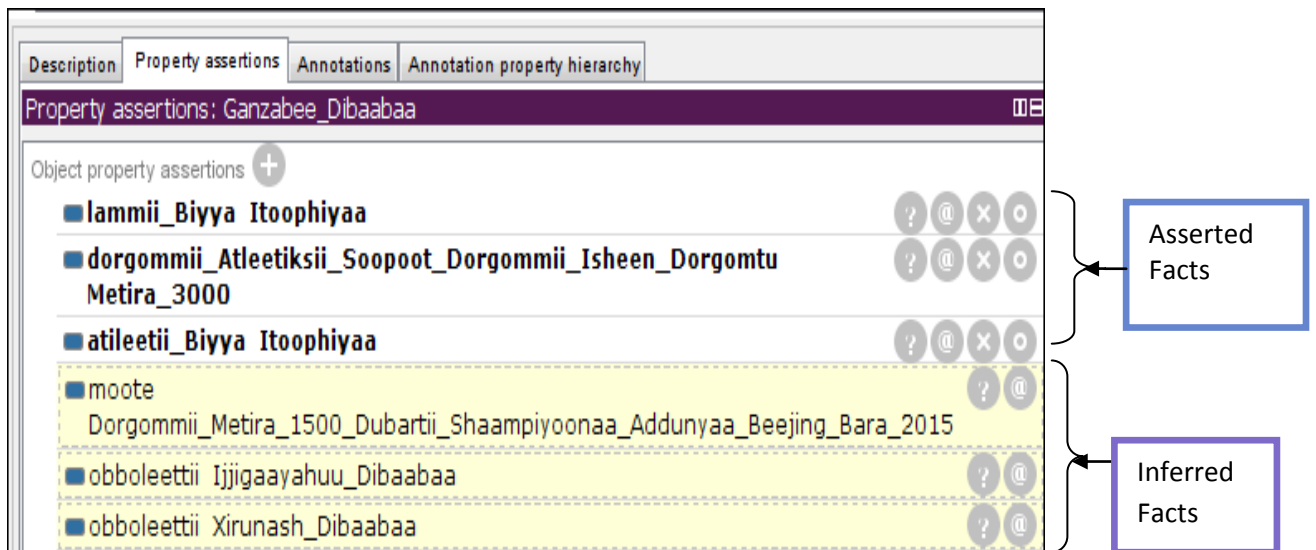 Description Property assertions Annotations Annotation property hierarchy
Property assertions: Ganzabee_Dibaabaa
Object property assertions
lammii_Biyya Itoophiyaa
dorgommii_Atleetiksii_Soopoot_Dorgommii_Isheen_Dorgomtu
Metira_3000
atileetii_Biyya Itoophiyaa
moote
Dorgommii_Metira_1500_Dubartii_Shaampiyoonaa_Addunyaa_Beejing_Bara_2015
obboleettii Ijjigaayahuu_Dibaabaa
obboleettii Xirunash_Dibaabaa
Asserted
Facts
Inferred
Facts